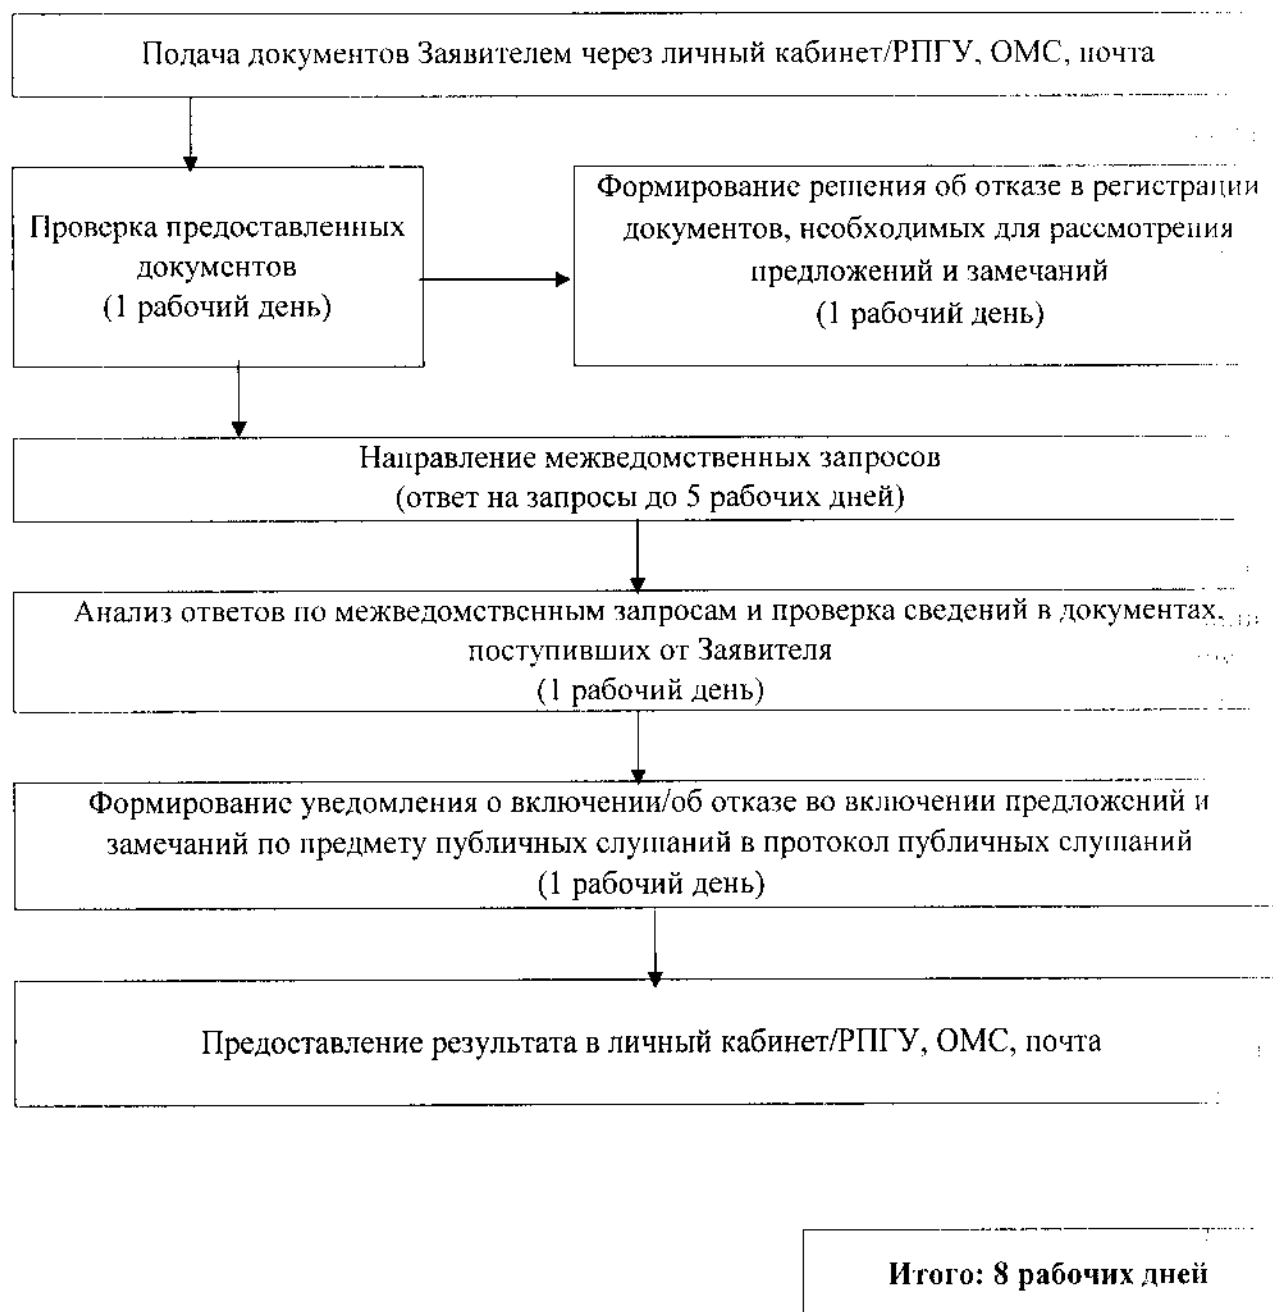 Подача документов Заявителем через личный кабинет/РПГУ, ОМС, почта
Проверка предоставленных
документов
(1 рабочий день)
Формирование решения об отказе в регистрации
документов, необходимых для рассмотрения
предложений и замечаний
(1 рабочий день)
Направление межведомственных запросов
(ответ на запросы до 5 рабочих дней)
Анализ ответов по межведомственным запросам и проверка сведений в документах,
поступивших от Заявителя
(1 рабочий день)
Формирование уведомления о включении/об отказе во включении предложений и
замечаний по предмету публичных слушаний в протокол публичных слушаний
(1 рабочий день)
Предоставление результата в личный кабинет/РПГУ, ОМС, почта
Итого: 8 рабочих дней